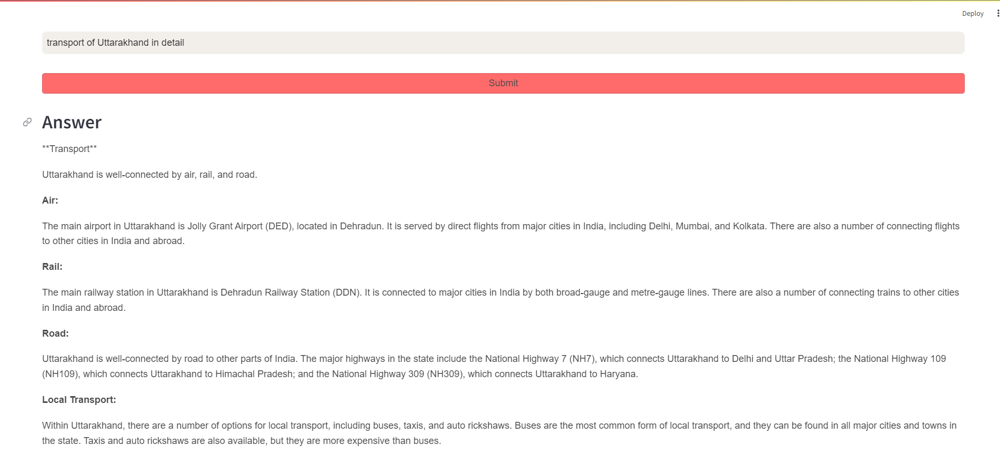 Deploy
transport of Uttarakhand in detail
Submit
Answer
**Transport**
Uttarakhand is well-connected by air, rail, and road.
Air:
The main airport in Uttarakhand is Jolly Grant Airport (DED), located in Dehradun. It is served by direct flights from major cities in India, including Delhi, Mumbai, and Kolkata. There are also a number of connecting flights
to other cities in India and abroad.
Rail:
The main railway station in Uttarakhand is Dehradun Railway Station (DDN). It is connected to major cities in India by both broad-gauge and metre-gauge lines. There are also a number of connecting trains to other cities
in India and abroad.
Road:
Uttarakhand is well-connected by road to other parts of India. The major highways in the state include the National Highway 7 (NH7), which connects Uttarakhand to Delhi and Uttar Pradesh; the National Highway 109
(NH109), which connects Uttarakhand to Himachal Pradesh; and the National Highway 309 (NH309), which connects Uttarakhand to Haryana.
Local Transport:
Within Uttarakhand, there are a number of options for local transport, including buses, taxis, and auto rickshaws. Buses are the most common form of local transport, and they can be found in all major cities and towns in
the state. Taxis and auto rickshaws are also available, but they are more expensive than buses.